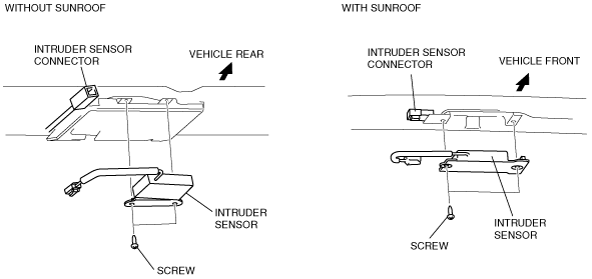 WITHOUT SUNROOF
INTRUDER SENSOR
CONNECTOR
VEHICLE REAR
INTRUDER
SENSOR
SCREW
WITH SUNROOF
INTRUDER SENSOR
CONNECTOR
VEHICLE FRONT
INTRUDER
SENSOR
SCREW